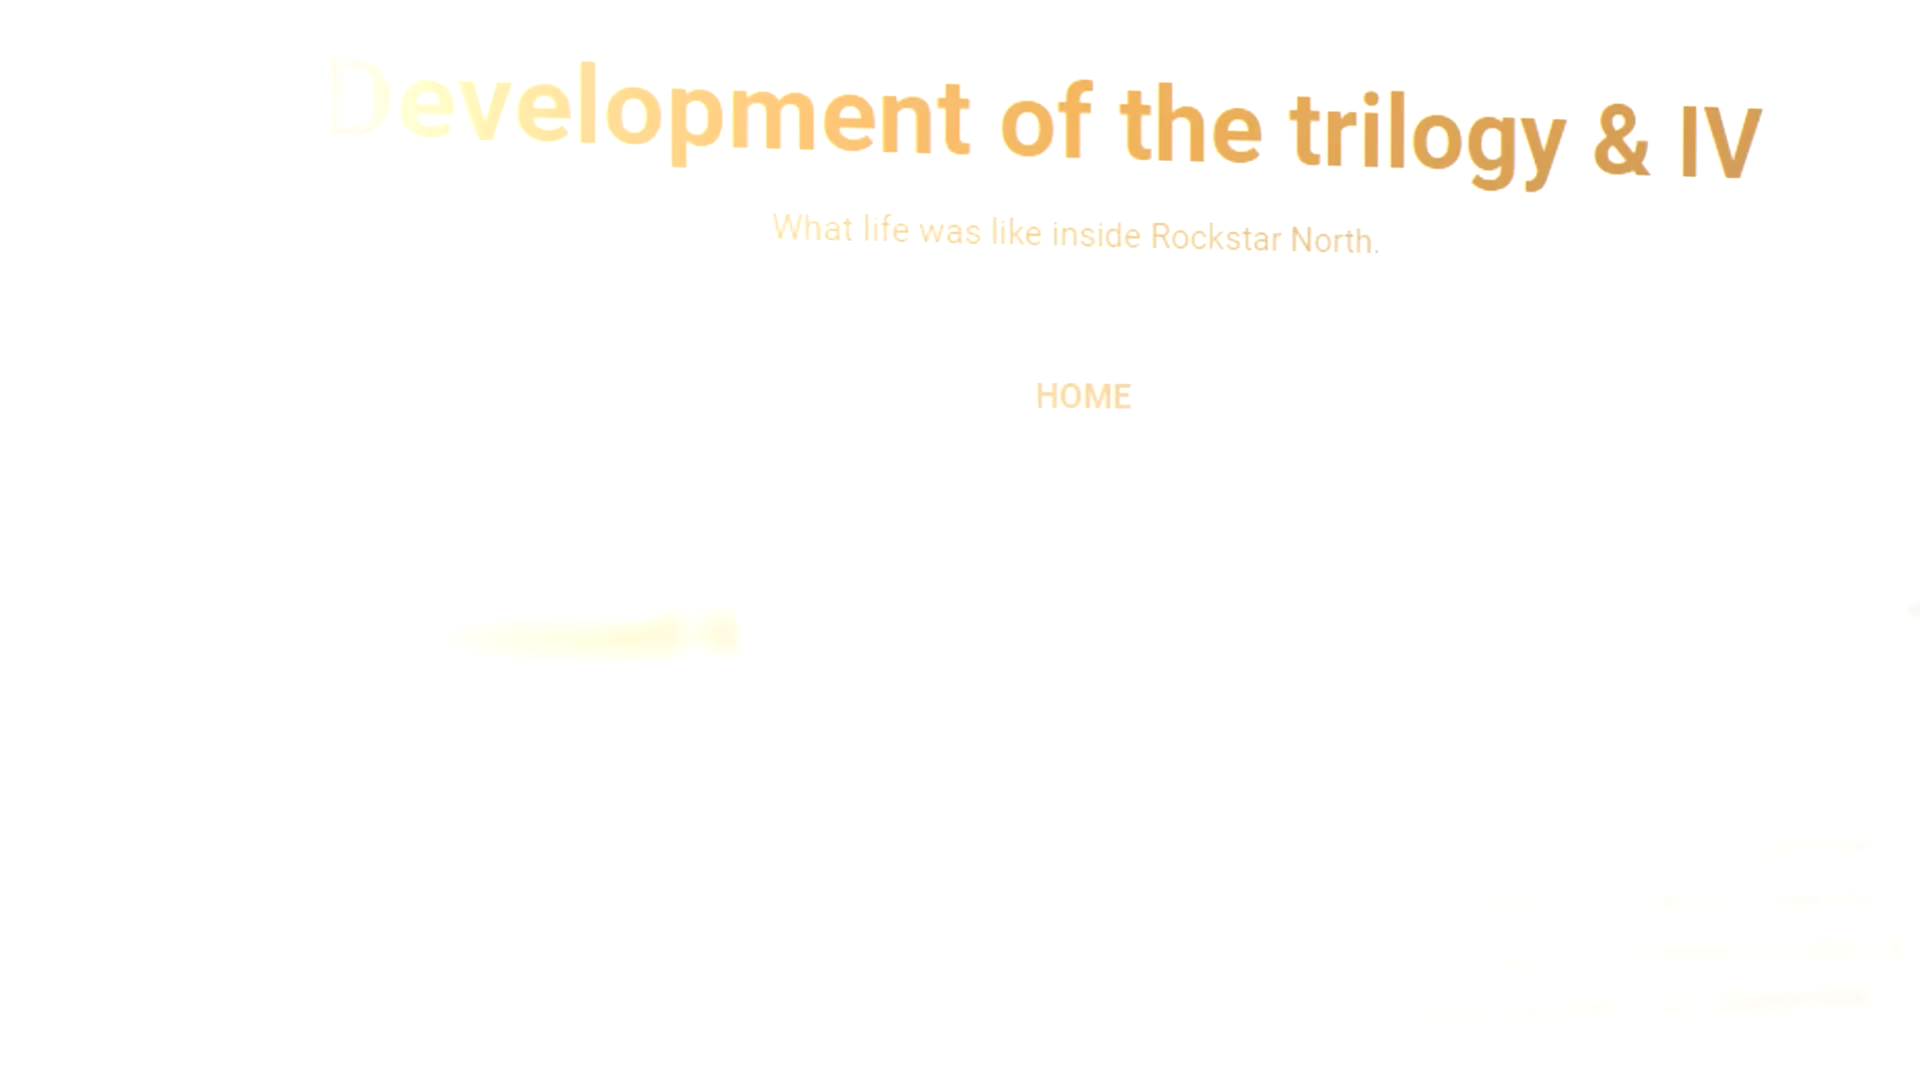 Development of the trilogy & IV
What life was like inside Rockstar North.
HOME